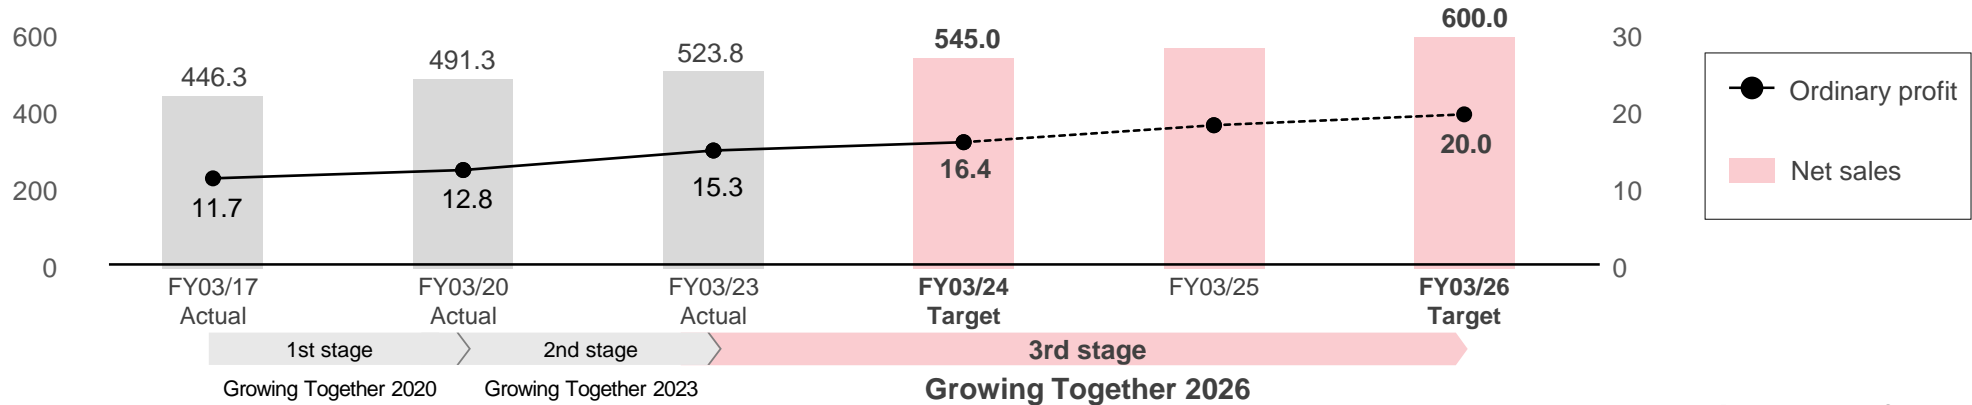 600
400
200
0
446.3
491.3
523.8
545.0
600.0
11.7
12.8
15.3
16.4
20.0
30
20
10
0
Ordinary profit
Net sales
FY03/17
Actual
FY03/20
Actual
FY03/23
Actual
FY03/24
Target
FY03/25
FY03/26
Target
1st stage
2nd stage
3rd stage
Growing Together 2020
Growing Together 2023
Growing Together 2026